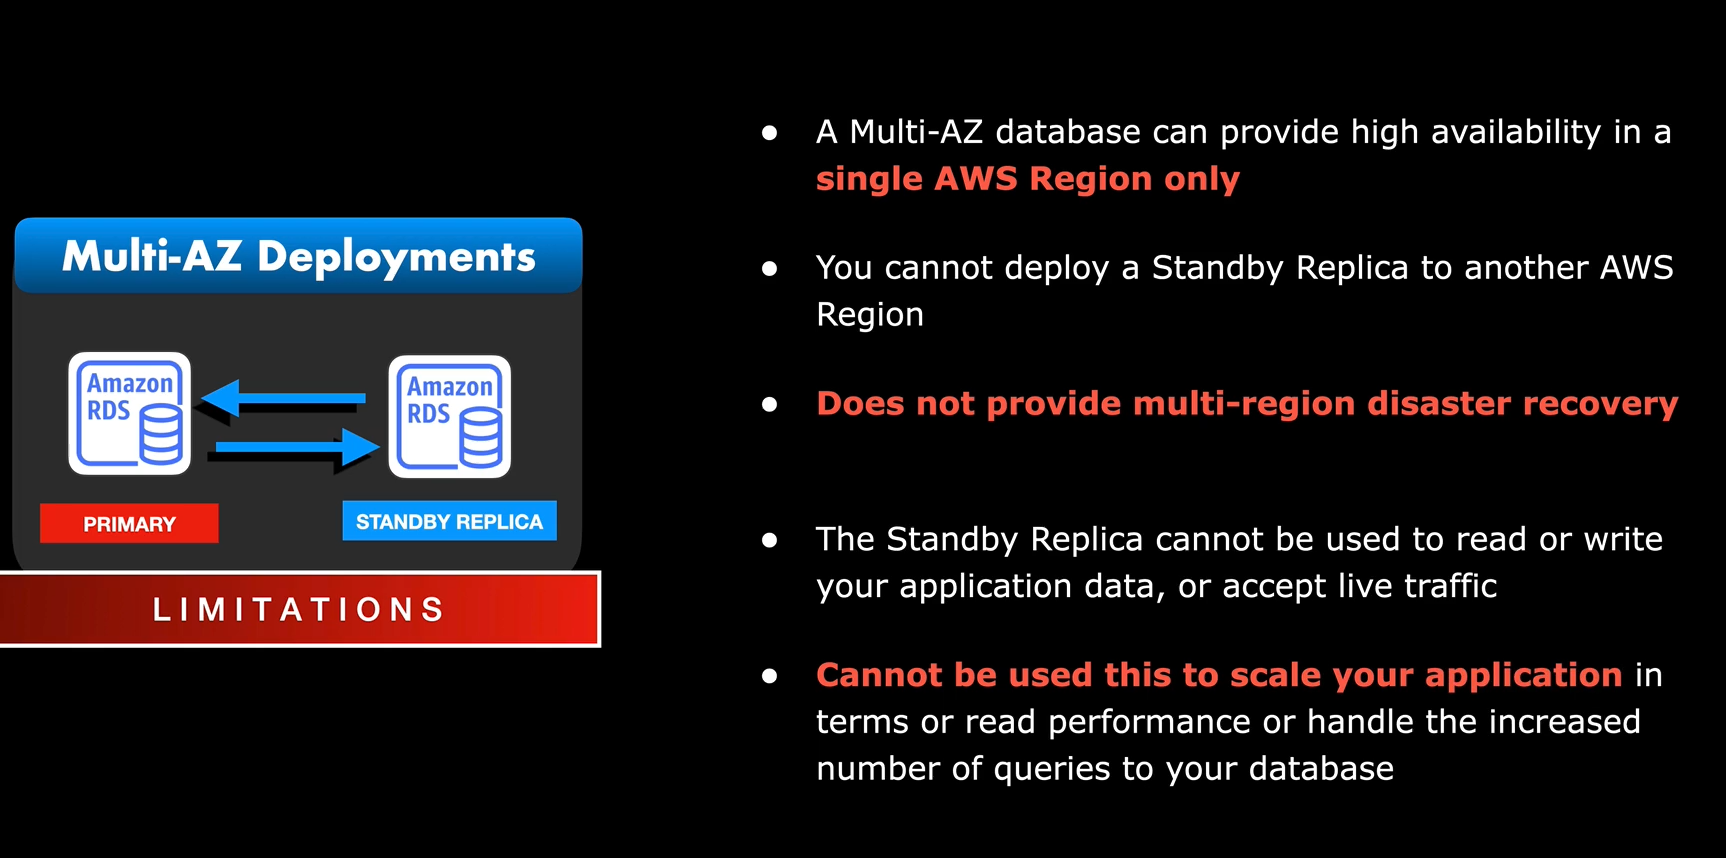 Multi-AZ Deployments
Amazon
RDS
Amazon
RDS
PRIMARY
STANDBY REPLICA
LIMITATIONS
● A Multi-AZ database can provide high availability in a
single AWS Region only
● You cannot deploy a Standby Replica to another AWS
Region
● Does not provide multi-region disaster recovery
● The Standby Replica cannot be used to read or write
your application data, or accept live traffic
● Cannot be used this to scale your application in
terms or read performance or handle the increased
number of queries to your database